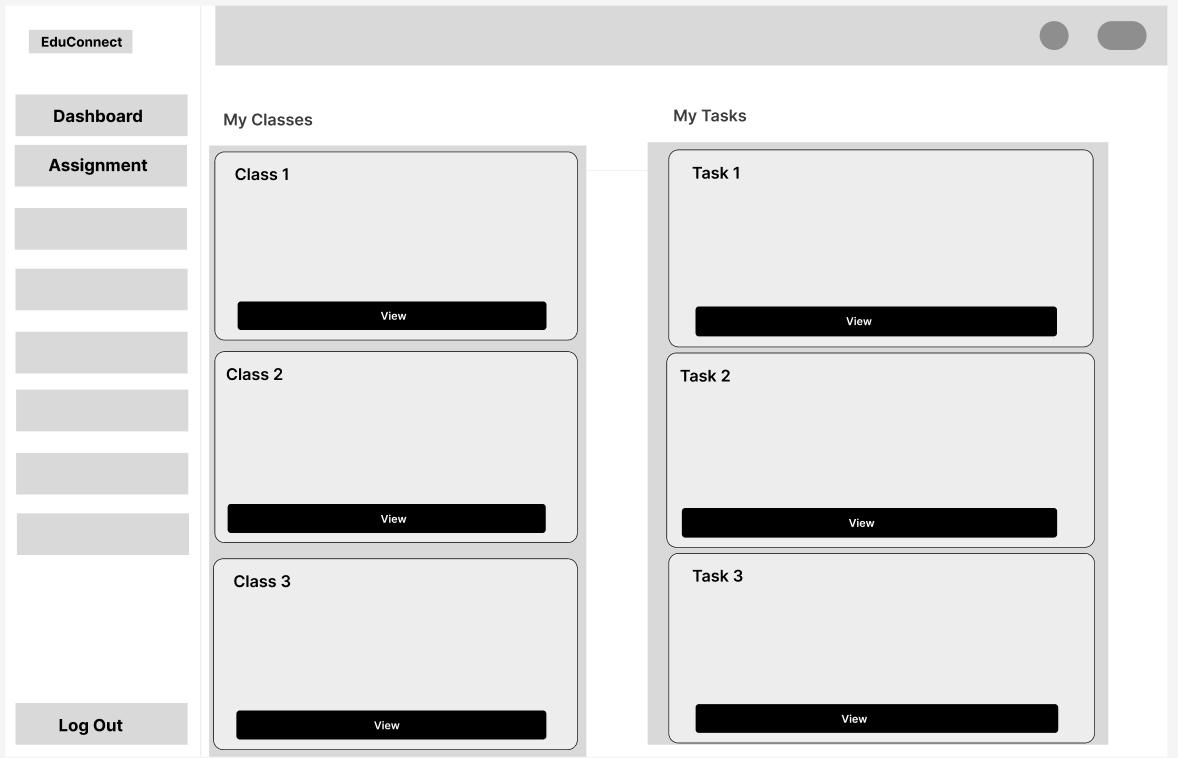 EduConnect
Dashboard
Assignment
Log Out
My Classes
Class 1
View
Class 2
View
Class 3
View
My Tasks
Task 1
View
Task 2
View
Task 3
View